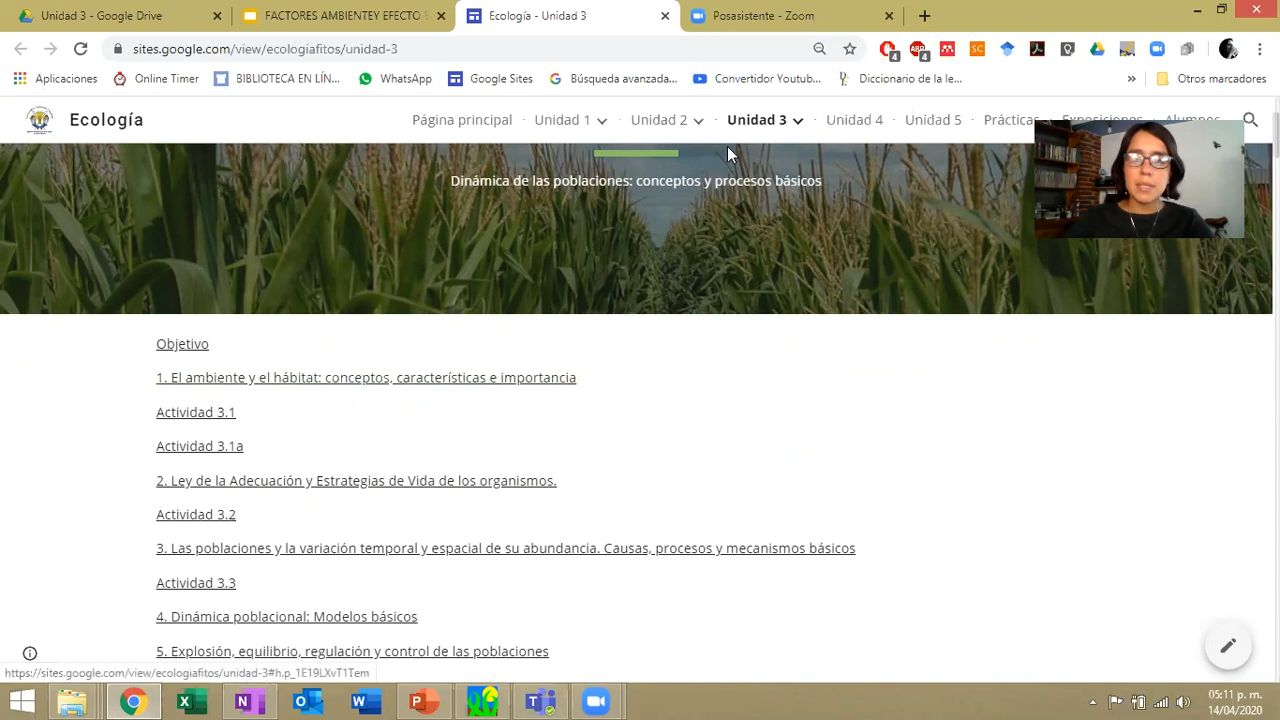 Unidad 3 - Google Drive
FACTORES AMBIENTEY EFECTO S
Ecología - Unidad 3
Posasistente - Zoom
sites.google.com/view/ecologiafitos/unidad-3
4
4
SC
Aplicaciones
Online Timer
BIBLIOTECA EN LÍN...
WhatsApp
Google Sites
Búsqueda avanzada...
Convertidor Youtub...
Diccionario de la le...
»
Otros marcadores
Ecología
Página principal
Unidad 1
Unidad 2
Unidad 3
Unidad 4
Unidad 5
Prácticas
Exposiciones
Alumnos
Dinámica de las poblaciones: conceptos y procesos básicos
Objetivo
1. El ambiente y el hábitat: conceptos, características e importancia
Actividad 3.1
Actividad 3.1a
2. Ley de la Adecuación y Estrategias de Vida de los organismos.
Actividad 3.2
3. Las poblaciones y la variación temporal y espacial de su abundancia. Causas, procesos y mecanismos básicos
Actividad 3.3
4. Dinámica poblacional: Modelos básicos
5. Explosión, equilibrio, regulación y control de las poblaciones
https://sites.google.com/view/ecologiafitos/unidad-3#h.p_1E19LXvT1Tem
05:11 p. m.
14/04/2020